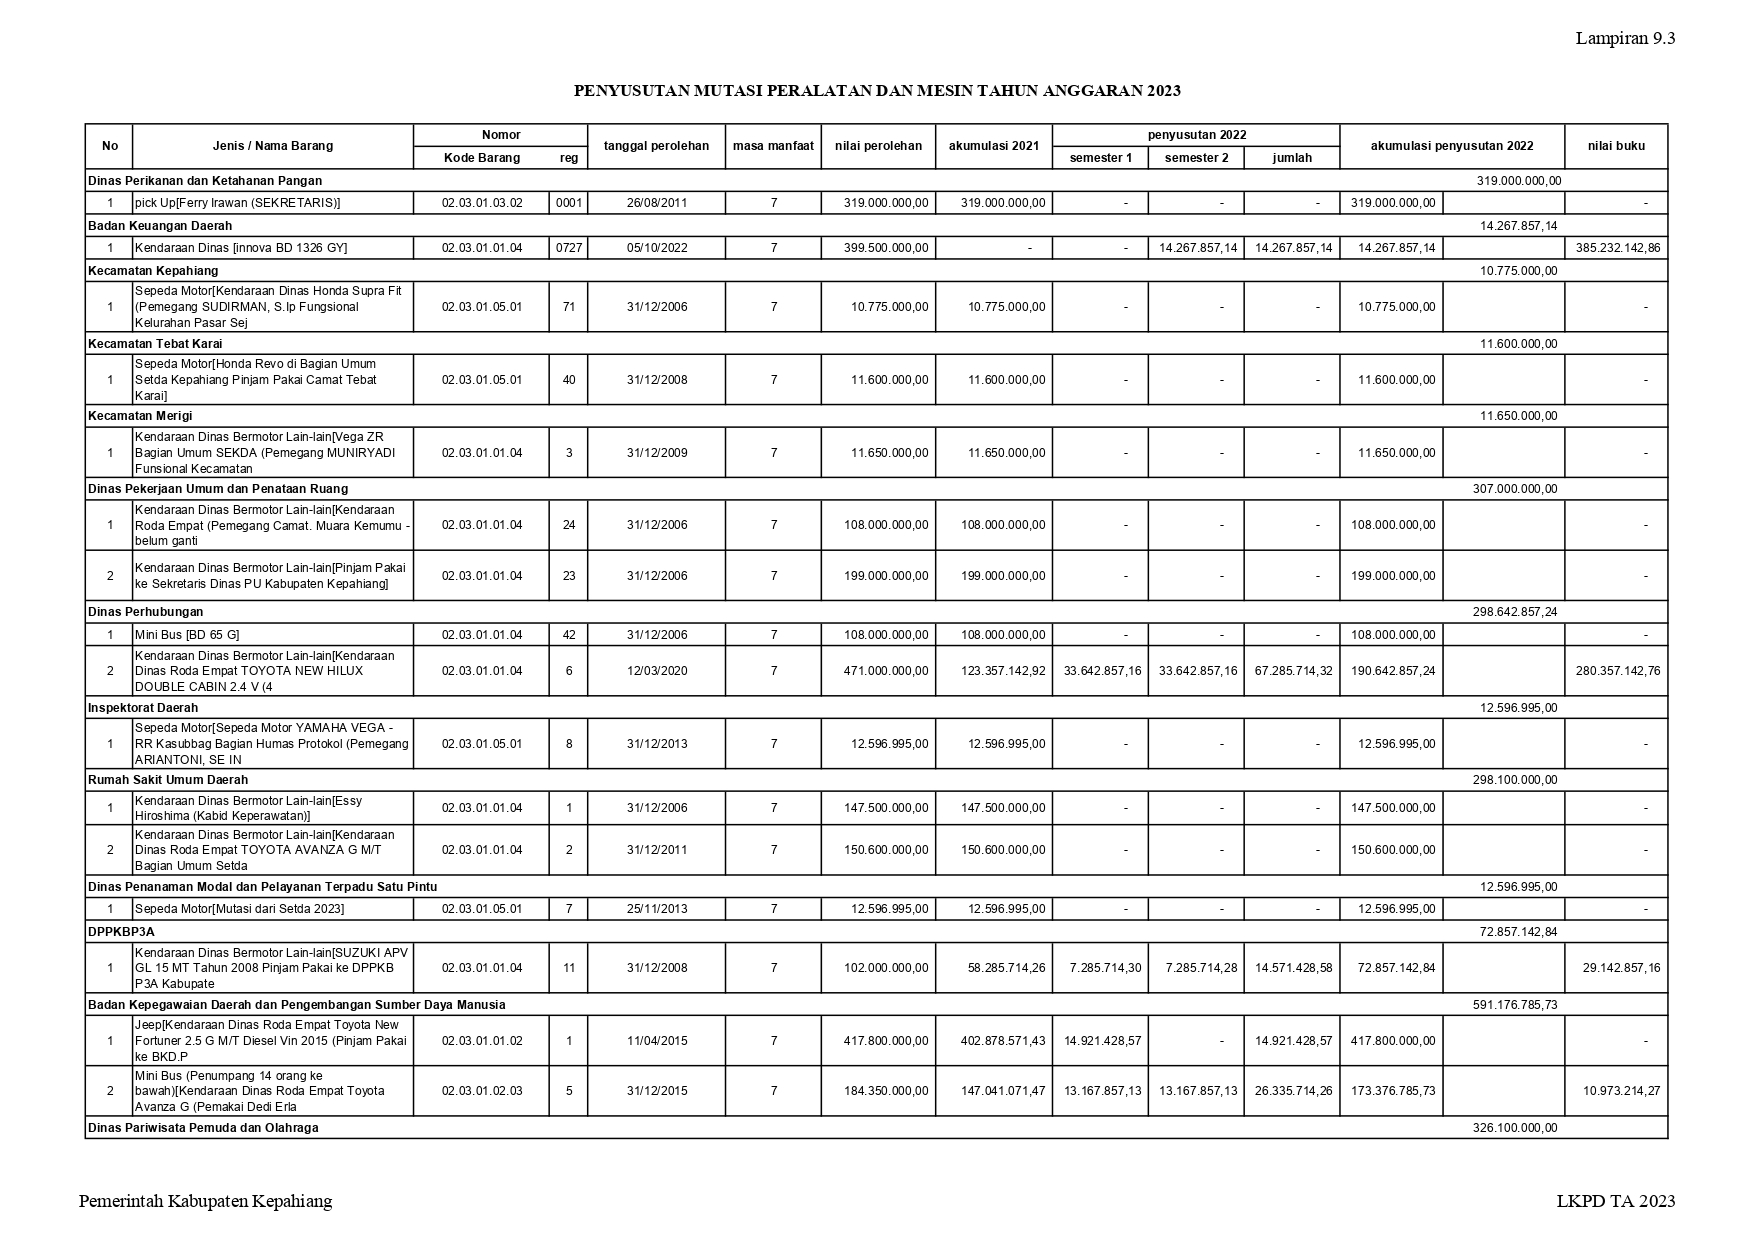 Lampiran 9.3
PENYUSUTAN MUTASI PERALATAN DAN MESIN TAHUN ANGGARAN 2023
No Jenis / Nama Barang Nomor tanggal perolehan masa manfaat nilai perolehan akumulasi 2021 penyusutan 2022 akumulasi penyusutan 2022 nilai buku
Kode Barang reg semester 1 semester 2 jumlah
Dinas Perikanan dan Ketahanan Pangan 319.000.000,00
1 pick Up[Ferry Irawan (SEKRETARIS)] 02.03.01.03.02 0001 26/08/2011 7 319.000.000,00 319.000.000,00 - - - 319.000.000,00 -
Badan Keuangan Daerah 14.267.857,14
1 Kendaraan Dinas [innova BD 1326 GY] 02.03.01.01.04 0727 05/10/2022 7 399.500.000,00 - - 14.267.857,14 14.267.857,14 14.267.857,14 385.232.142,86
Kecamatan Kepahiang 10.775.000,00
Sepeda Motor[Kendaraan Dinas Honda Supra Fit
1 (Pemegang SUDIRMAN, S.Ip Fungsional 02.03.01.05.01 71 31/12/2006 7 10.775.000,00 10.775.000,00 - - - 10.775.000,00 -
Kelurahan Pasar Sej
Kecamatan Tebat Karai 11.600.000,00
Sepeda Motor[Honda Revo di Bagian Umum
1 Setda Kepahiang Pinjam Pakai Camat Tebat 02.03.01.05.01 40 31/12/2008 7 11.600.000,00 11.600.000,00 - - - 11.600.000,00 -
Karai]
Kecamatan Merigi 11.650.000,00
Kendaraan Dinas Bermotor Lain-lain[Vega ZR
1 Bagian Umum SEKDA (Pemegang MUNIRYADI 02.03.01.01.04 3 31/12/2009 7 11.650.000,00 11.650.000,00 - - - 11.650.000,00 -
Funsional Kecamatan
Dinas Pekerjaan Umum dan Penataan Ruang 307.000.000,00
Kendaraan Dinas Bermotor Lain-lain[Kendaraan
1 Roda Empat (Pemegang Camat. Muara Kemumu - 02.03.01.01.04 24 31/12/2006 7 108.000.000,00 108.000.000,00 - - - 108.000.000,00 -
belum ganti
Kendaraan Dinas Bermotor Lain-lain[Pinjam Pakai
2 ke Sekretaris Dinas PU Kabupaten Kepahiang] 02.03.01.01.04 23 31/12/2006 7 199.000.000,00 199.000.000,00 - - - 199.000.000,00 -
Dinas Perhubungan 298.642.857,24
1 Mini Bus [BD 65 G] 02.03.01.01.04 42 31/12/2006 7 108.000.000,00 108.000.000,00 - - - 108.000.000,00 -
Kendaraan Dinas Bermotor Lain-lain[Kendaraan
2 Dinas Roda Empat TOYOTA NEW HILUX 02.03.01.01.04 6 12/03/2020 7 471.000.000,00 123.357.142,92 33.642.857,16 33.642.857,16 67.285.714,32 190.642.857,24 280.357.142,76
DOUBLE CABIN 2.4 V (4
Inspektorat Daerah 12.596.995,00
Sepeda Motor[Sepeda Motor YAMAHA VEGA -
1 RR Kasubbag Bagian Humas Protokol (Pemegang 02.03.01.05.01 8 31/12/2013 7 12.596.995,00 12.596.995,00 - - - 12.596.995,00 -
ARIANTONI, SE IN
Rumah Sakit Umum Daerah 298.100.000,00
Kendaraan Dinas Bermotor Lain-lain[Essy
1 Hiroshima (Kabid Keperawatan)] 02.03.01.01.04 1 31/12/2006 7 147.500.000,00 147.500.000,00 - - - 147.500.000,00 -
Kendaraan Dinas Bermotor Lain-lain[Kendaraan
2 Dinas Roda Empat TOYOTA AVANZA G M/T 02.03.01.01.04 2 31/12/2011 7 150.600.000,00 150.600.000,00 - - - 150.600.000,00 -
Bagian Umum Setda
Dinas Penanaman Modal dan Pelayanan Terpadu Satu Pintu 12.596.995,00
1 Sepeda Motor[Mutasi dari Setda 2023] 02.03.01.05.01 7 25/11/2013 7 12.596.995,00 12.596.995,00 - - - 12.596.995,00 -
DPPKBP3A 72.857.142,84
Kendaraan Dinas Bermotor Lain-lain[SUZUKI APV
1 GL 15 MT Tahun 2008 Pinjam Pakai ke DPPKB 02.03.01.01.04 11 31/12/2008 7 102.000.000,00 58.285.714,26 7.285.714,30 7.285.714,28 14.571.428,58 72.857.142,84 29.142.857,16
P3A Kabupate
Badan Kepegawaian Daerah dan Pengembangan Sumber Daya Manusia 591.176.785,73
Jeep[Kendaraan Dinas Roda Empat Toyota New
1 Fortuner 2.5 G M/T Diesel Vin 2015 (Pinjam Pakai 02.03.01.01.02 1 11/04/2015 7 417.800.000,00 402.878.571,43 14.921.428,57 - 14.921.428,57 417.800.000,00 -
ke BKD.P
Mini Bus (Penumpang 14 orang ke
2 bawah)[Kendaraan Dinas Roda Empat Toyota 02.03.01.02.03 5 31/12/2015 7 184.350.000,00 147.041.071,47 13.167.857,13 13.167.857,13 26.335.714,26 173.376.785,73 10.973.214,27
Avanza G (Pemakai Dedi Erla
Dinas Pariwisata Pemuda dan Olahraga 326.100.000,00
Pemerintah Kabupaten Kepahiang LKPD TA 2023